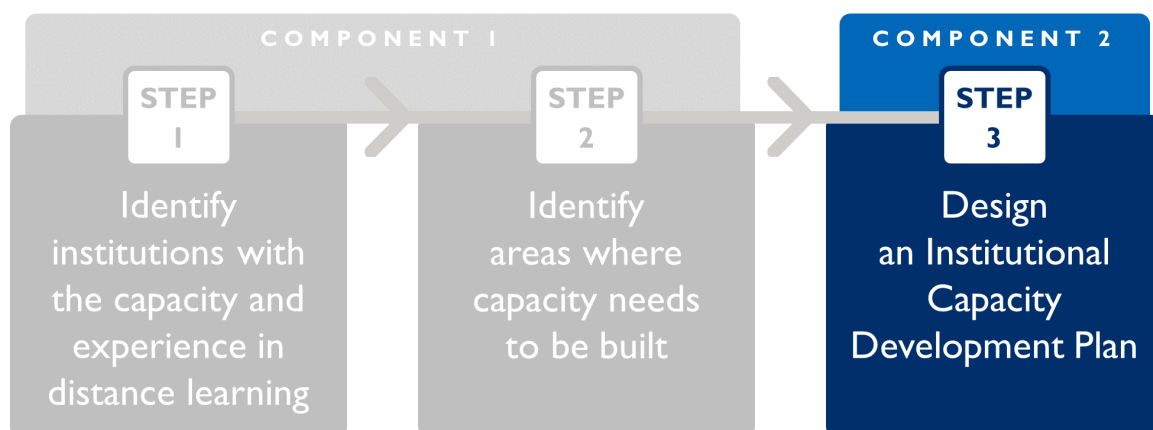 COMPONENT 1
COMPONENT 2
STEP
1
Identify
institutions with
the capacity and
experience in
distance learning
STEP
2
Identify
areas where
capacity needs
to be built
STEP
3
Design
an Institutional
Capacity
Development Plan